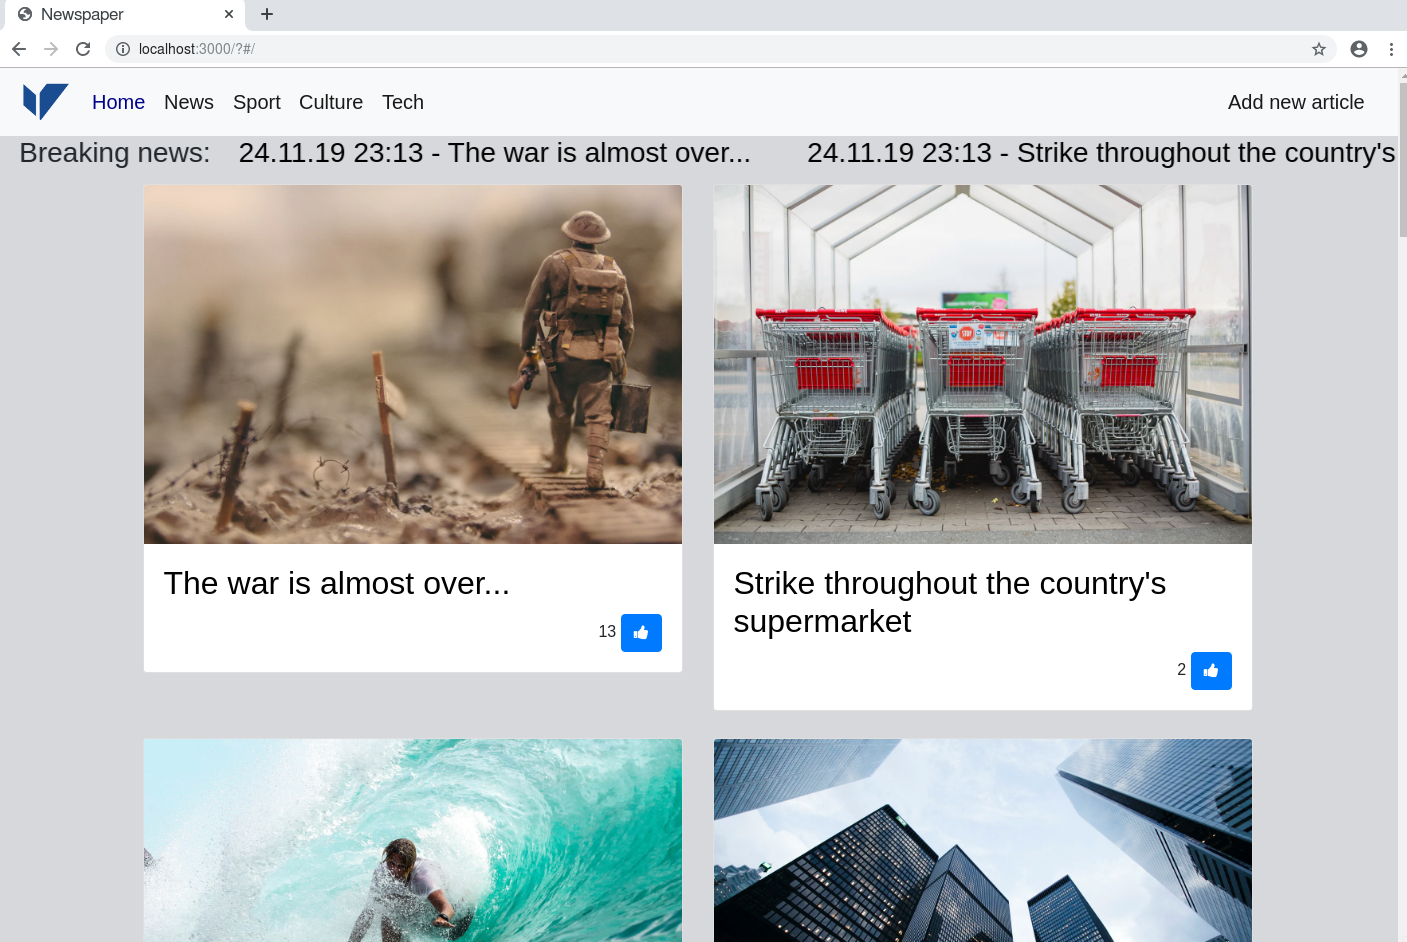 Newspaper
localhost:3000/?#/
Home News Sport Culture Tech Add new article
Breaking news: 24.11.19 23:13 - The war is almost over... 24.11.19 23:13 - Strike throughout the country's
STOP
The war is almost over...
13
Strike throughout the country's
supermarket
2